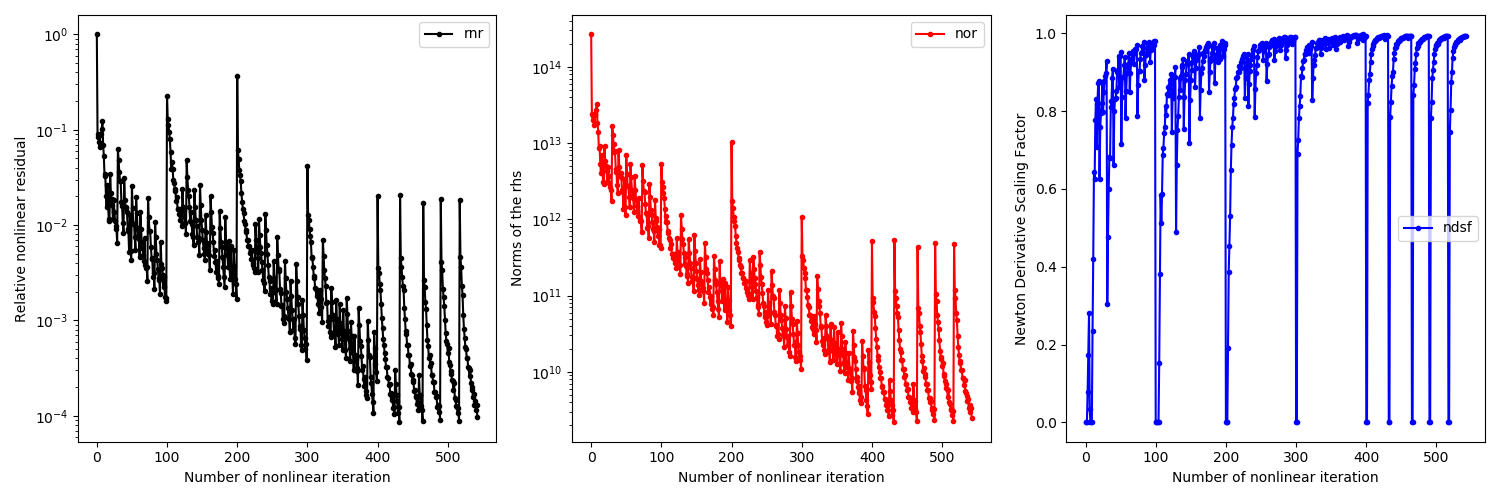 Relative nonlinear residual
10⁰
10⁻¹
10⁻²
10⁻³
10⁻⁴
0 100 200 300 400 500
Number of nonlinear iteration
rnr
Norms of the rhs
10¹⁴
10¹³
10¹²
10¹¹
10¹⁰
0 100 200 300 400 500
Number of nonlinear iteration
nor
Newton Derivative Scaling Factor
1.0
0.8
0.6
0.4
0.2
0.0
0 100 200 300 400 500
Number of nonlinear iteration
ndsf